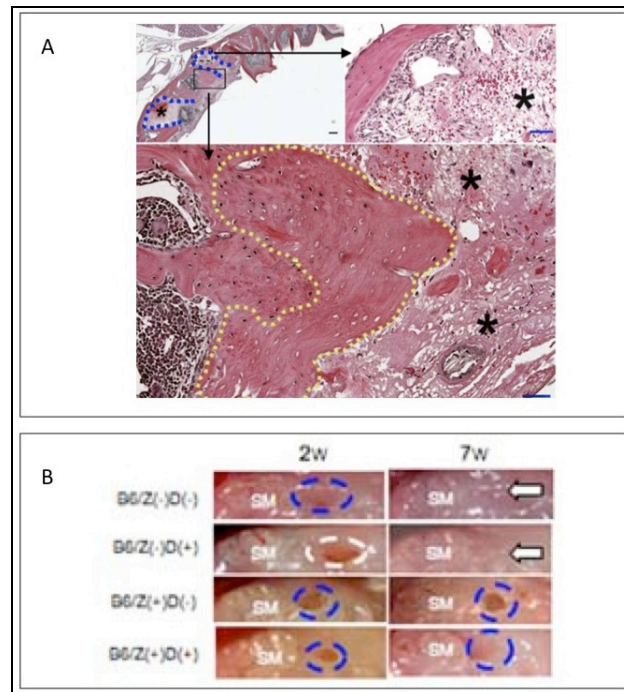 A
*
*
*
*
B
2W 7W
B6/Z(-)D(-) SM SM
B6/Z(-)D(+) SM SM
B6/Z(+)D(-) SM SM
B6/Z(+)D(+) SM SM